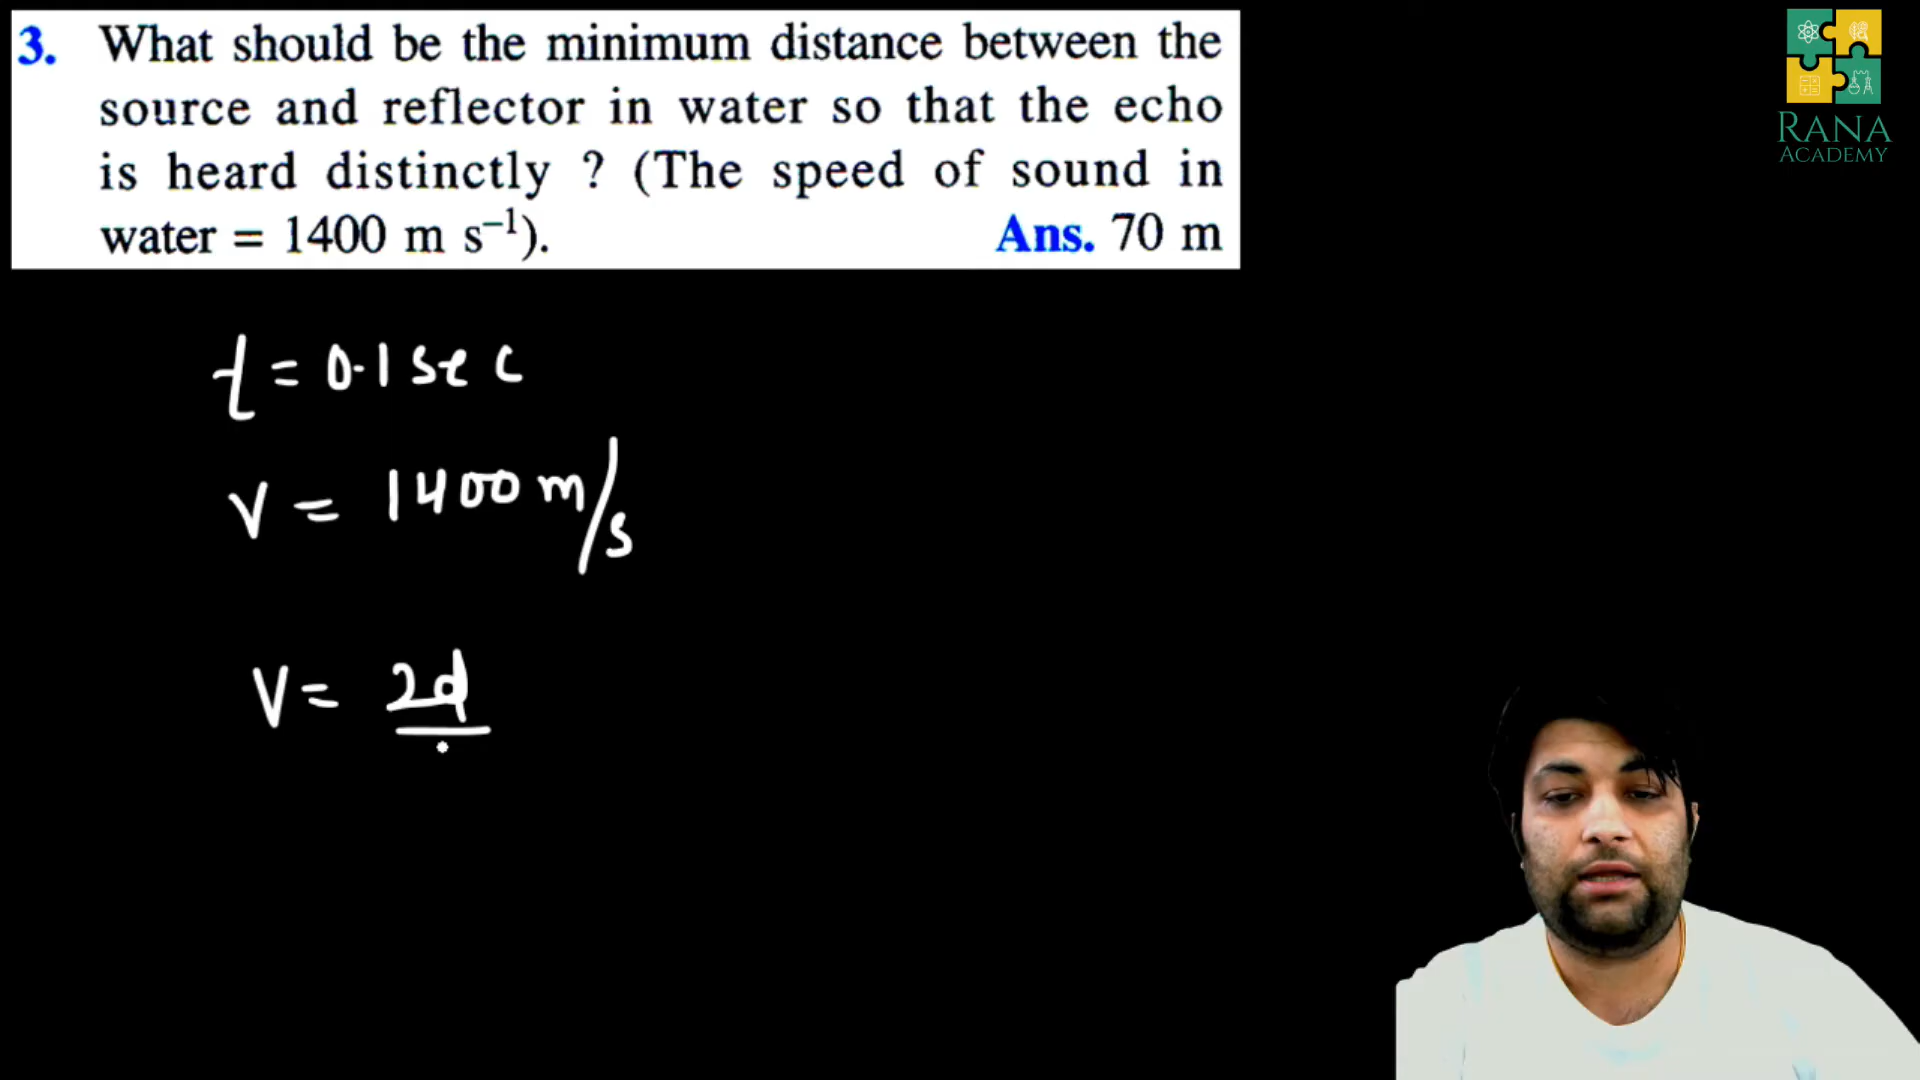 3. What should be the minimum distance between the
source and reflector in water so that the echo
is heard distinctly ? (The speed of sound in
water = 1400 m s⁻¹). Ans. 70 m
RANA
ACADEMY
t = 0.1 sec
V = 1400 m/s
V = 2d